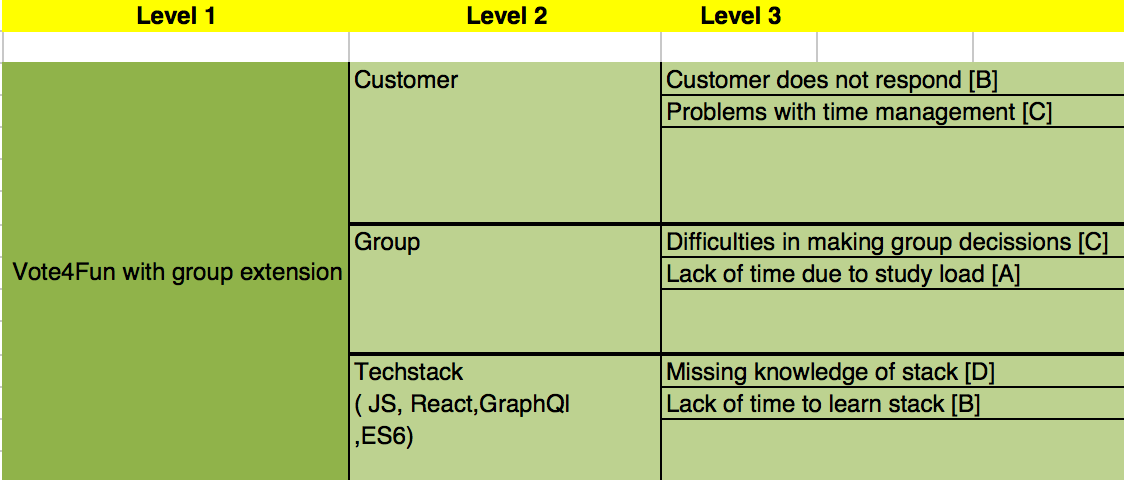 Level 1 Level 2 Level 3
Customer
Customer does not respond [B]
Problems with time management [C]
Vote4Fun with group extension
Group
Difficulties in making group decissions [C]
Lack of time due to study load [A]
Techstack
( JS, React,GraphQl
,ES6)
Missing knowledge of stack [D]
Lack of time to learn stack [B]